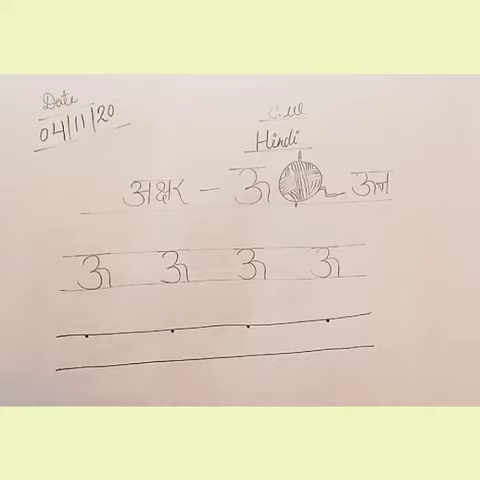 Date
04/11/20
C.W
Hindi
अक्षर - ऊ ऊन
ऊ ऊ ऊ ऊ